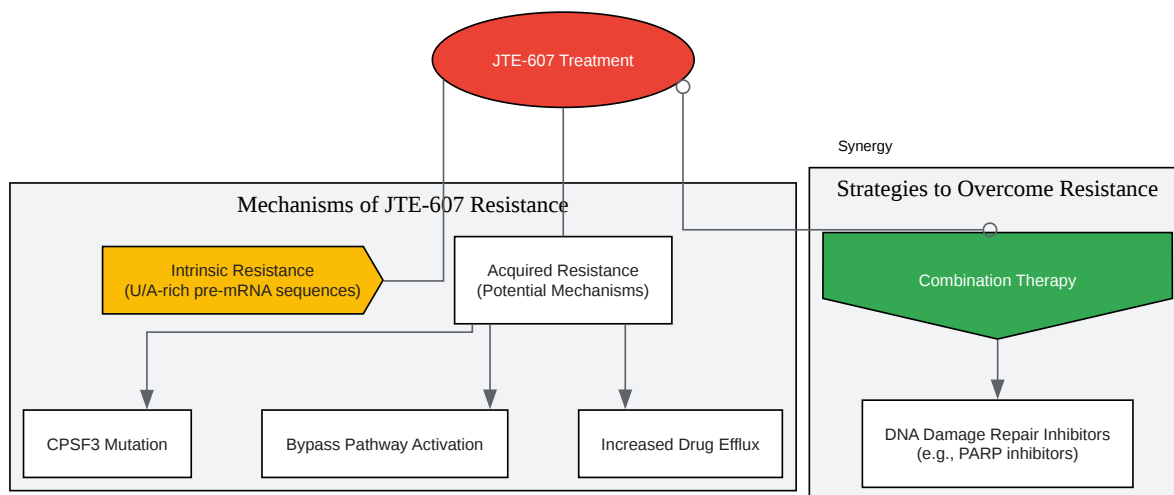 JTE-607 Treatment
Synergy
Mechanisms of JTE-607 Resistance
Strategies to Overcome Resistance
Intrinsic Resistance
(U/A-rich pre-mRNA sequences)
Acquired Resistance
(Potential Mechanisms)
Combination Therapy
CPSF3 Mutation
Bypass Pathway Activation
Increased Drug Efflux
DNA Damage Repair Inhibitors
(e.g., PARP inhibitors)